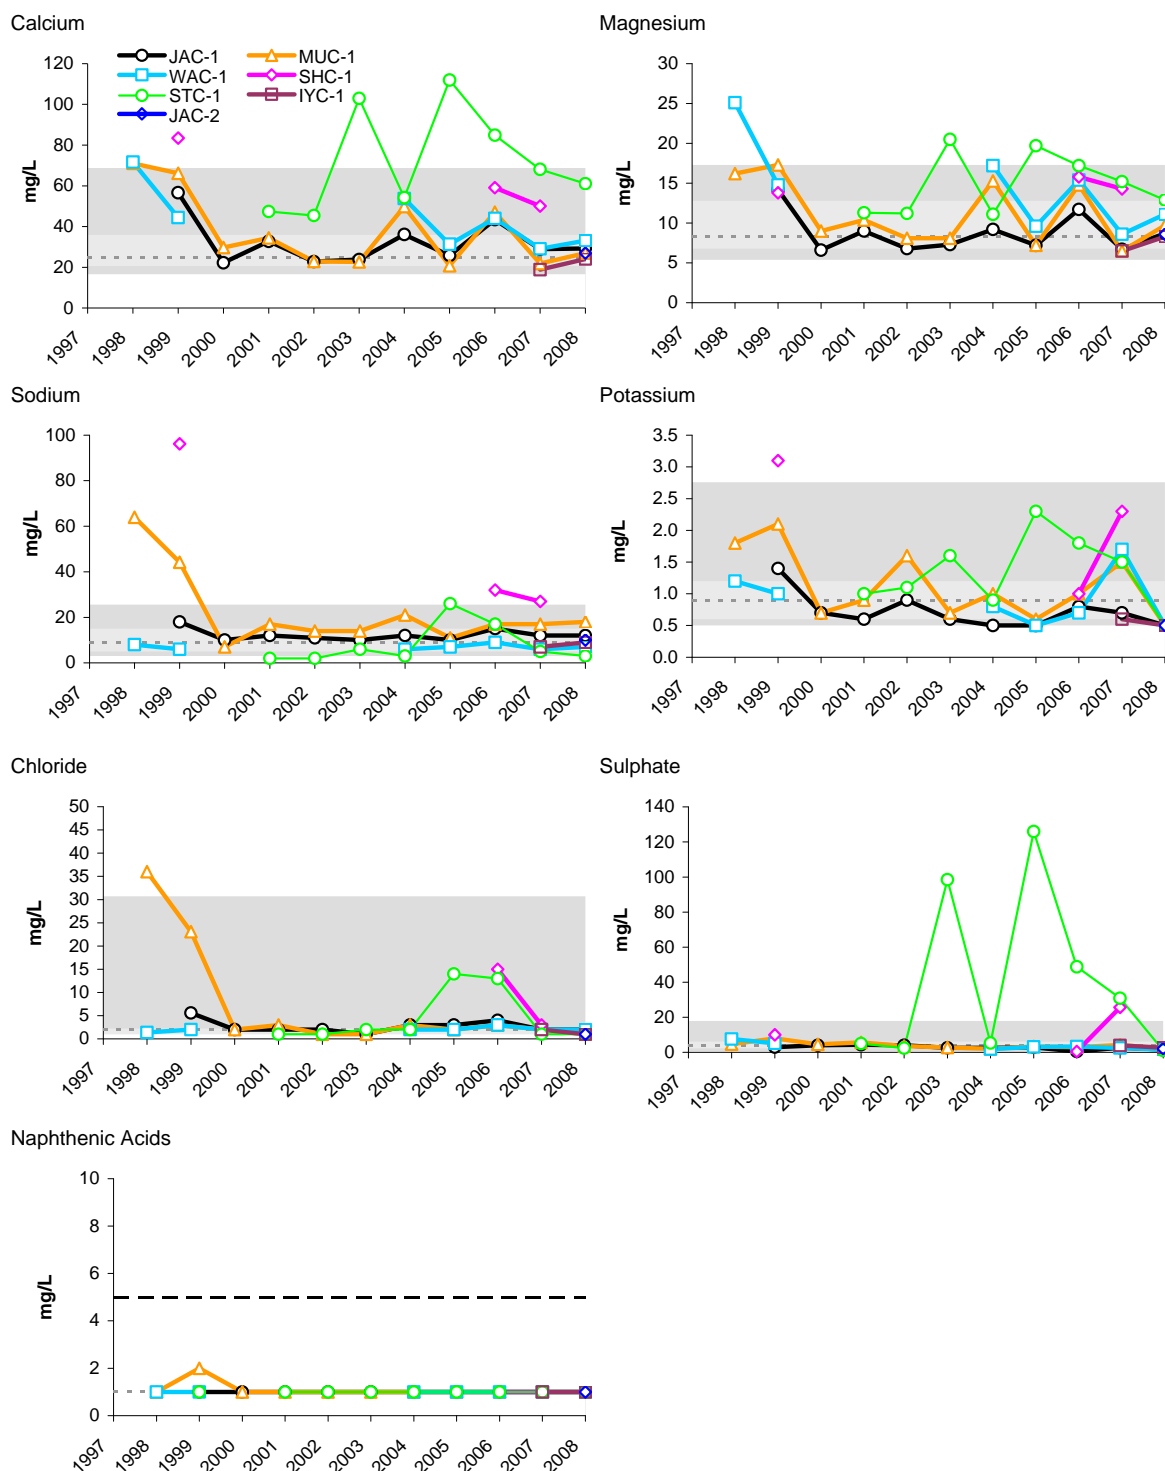 Calcium
JAC-1
MUC-1
WAC-1
SHC-1
STC-1
IYC-1
JAC-2
mg/L
120
100
80
60
40
20
0
1997 1998 1999 2000 2001 2002 2003 2004 2005 2006 2007 2008
Magnesium
mg/L
30
25
20
15
10
5
0
1997 1998 1999 2000 2001 2002 2003 2004 2005 2006 2007 2008
Sodium
mg/L
100
80
60
40
20
0
1997 1998 1999 2000 2001 2002 2003 2004 2005 2006 2007 2008
Potassium
mg/L
3.5
3.0
2.5
2.0
1.5
1.0
0.5
0.0
1997 1998 1999 2000 2001 2002 2003 2004 2005 2006 2007 2008
Chloride
mg/L
50
45
40
35
30
25
20
15
10
5
0
1997 1998 1999 2000 2001 2002 2003 2004 2005 2006 2007 2008
Sulphate
mg/L
140
120
100
80
60
40
20
0
1997 1998 1999 2000 2001 2002 2003 2004 2005 2006 2007 2008
Naphthenic Acids
mg/L
10
8
6
4
2
0
1997 1998 1999 2000 2001 2002 2003 2004 2005 2006 2007 2008